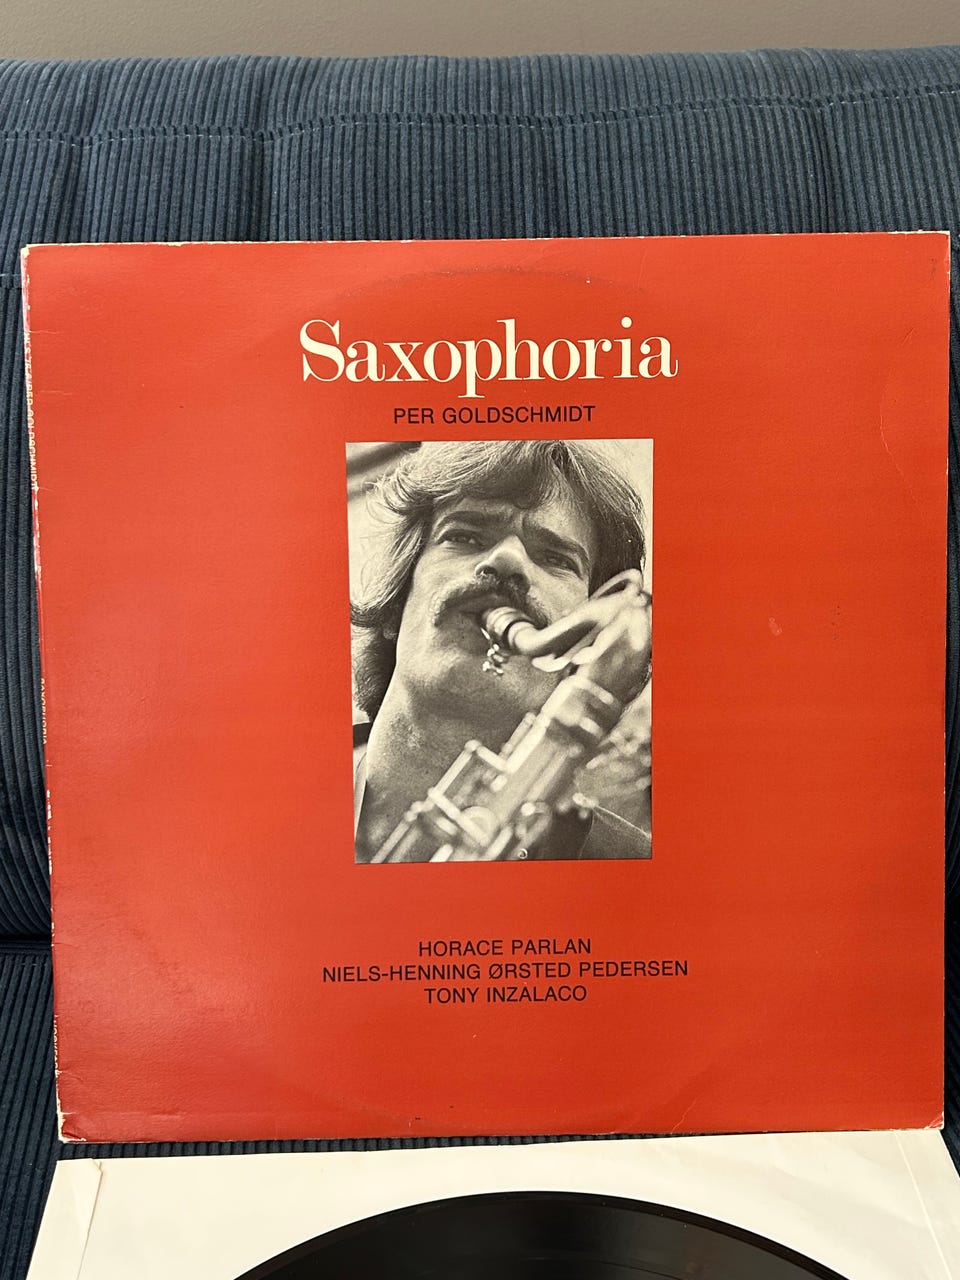 Saxophoria
PER GOLDSCHMIDT
HORACE PARLAN
NIELS-HENNING ØRSTED PEDERSEN
TONY INZALACO